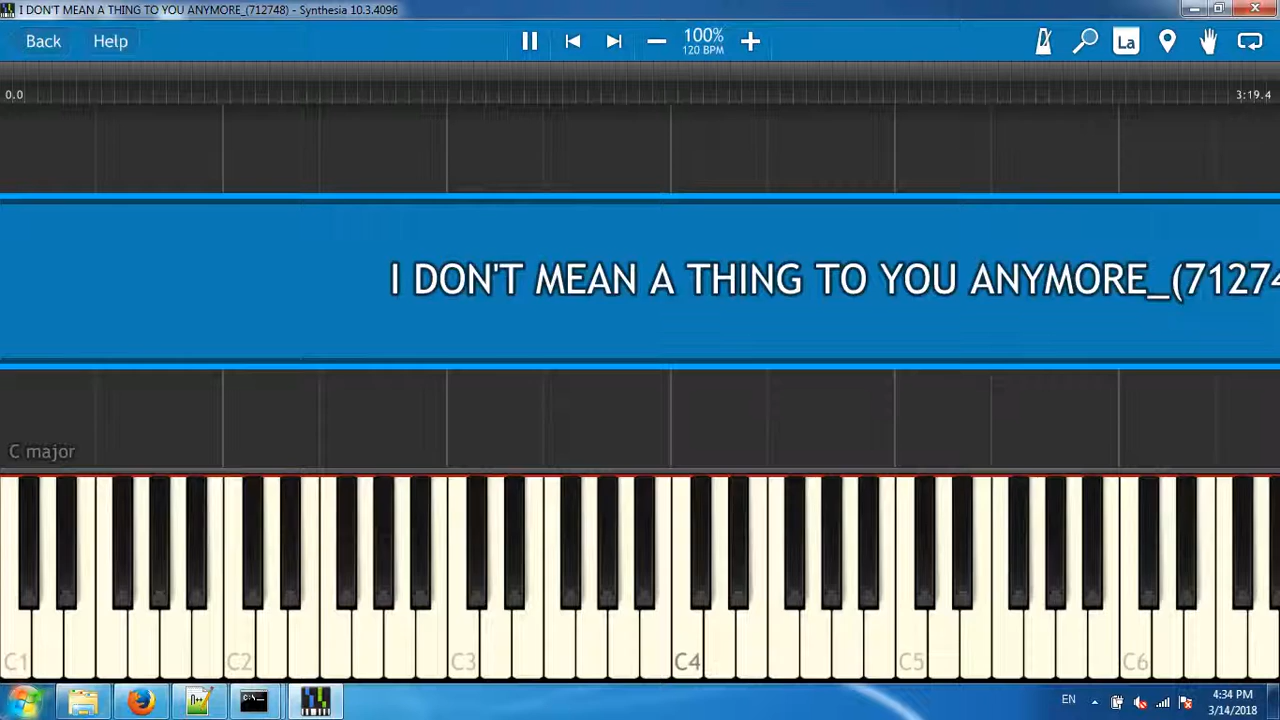 I DON'T MEAN A THING TO YOU ANYMORE_(712748) - Synthesia 10.3.4096
Back Help 100% La
120 BPM
0.0 3:19.4
I DON'T MEAN A THING TO YOU ANYMORE_(71274
C major
C1 C2 C3 C4 C5 C6
EN 4:34 PM
3/14/2018